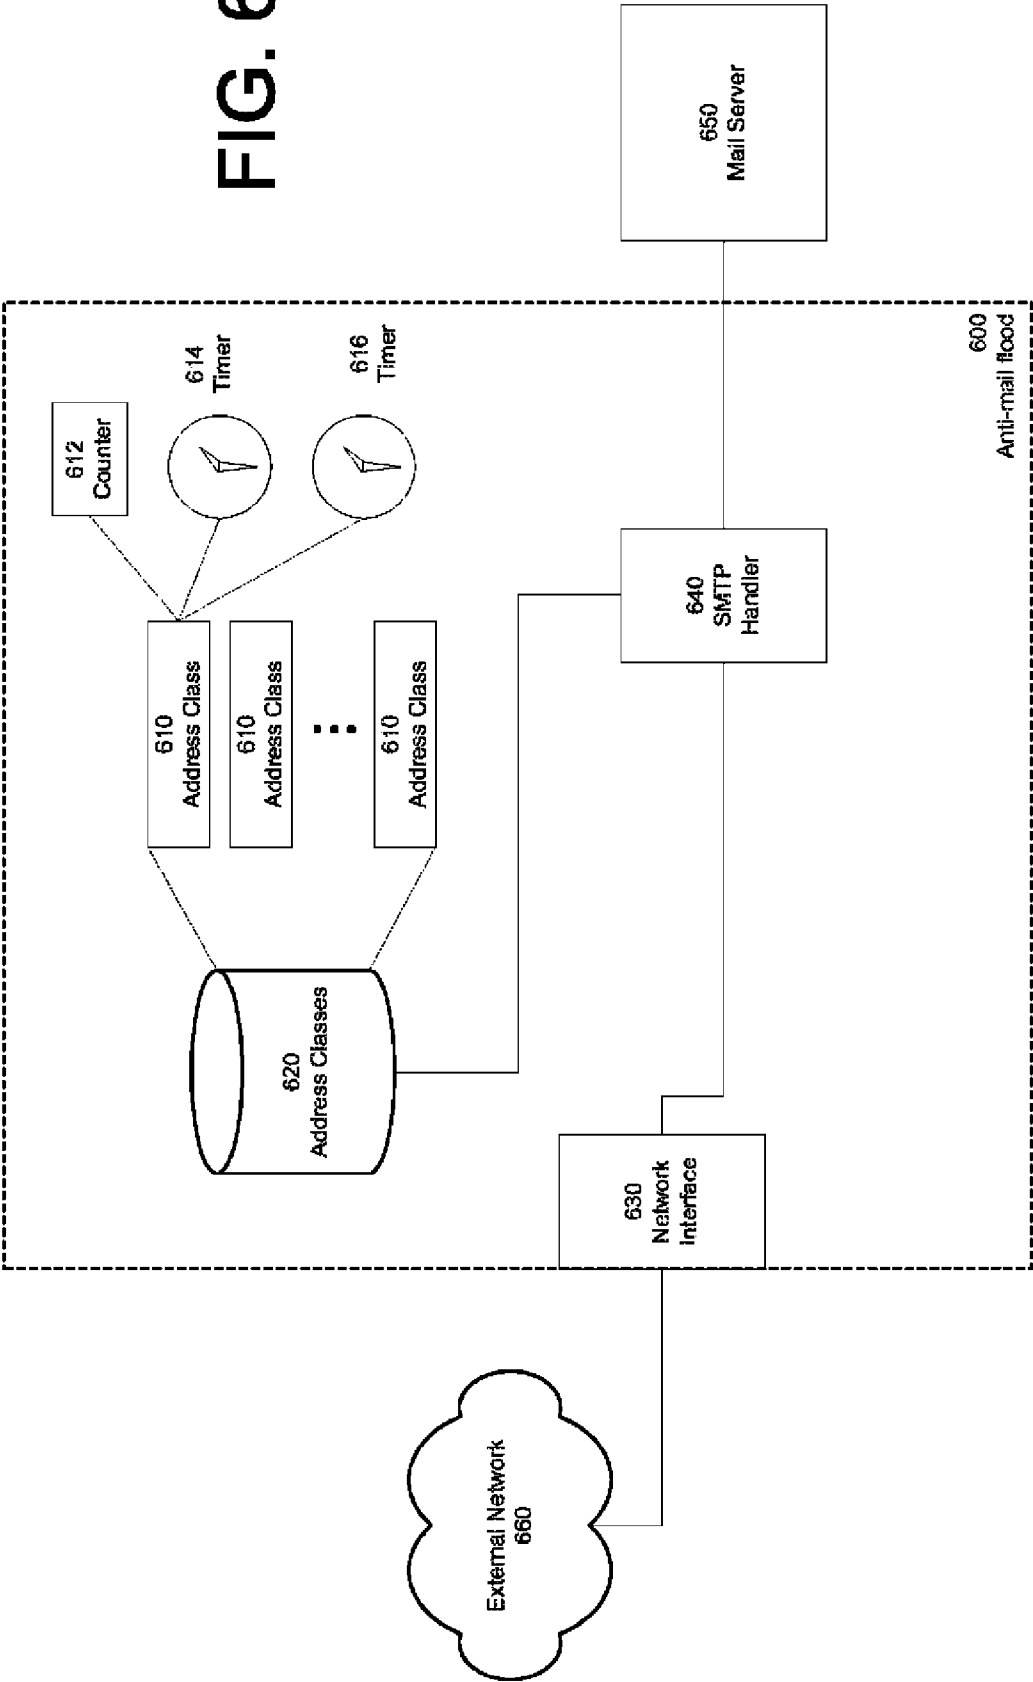 FIG. 6
External Network
660
620
Address Classes
610
Address Class
610
Address Class
610
Address Class
612
Counter
614
Timer
616
Timer
630
Network
Interface
640
SMTP
Handler
650
Mail Server
600
Anti-mail flood